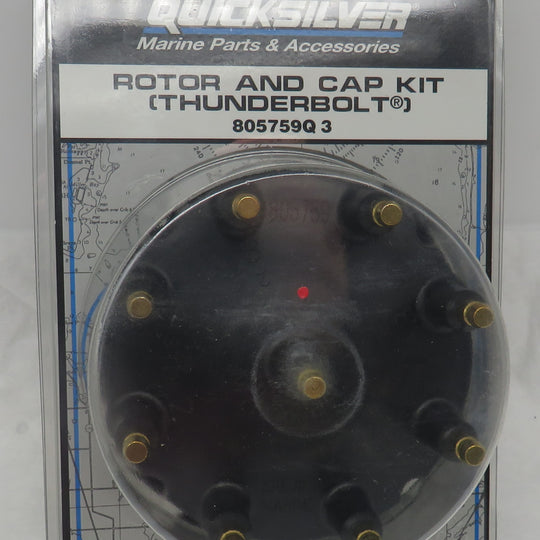 QUICKSILVER
Marine Parts & Accessories
ROTOR AND CAP KIT
(THUNDERBOLT®)
805759Q 3